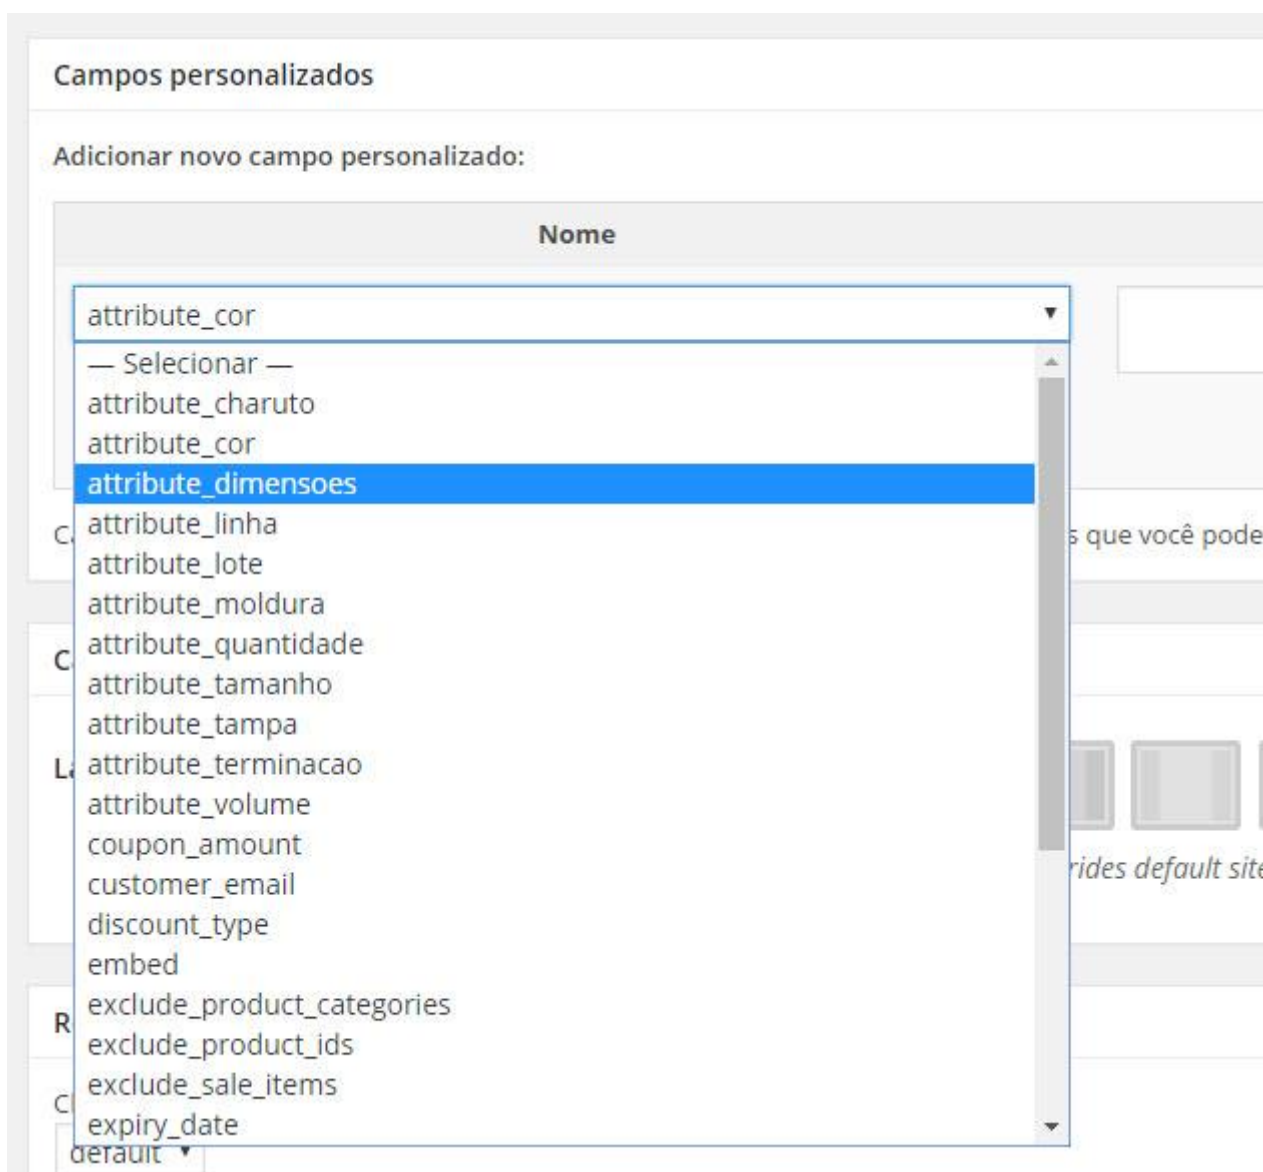 Campos personalizados
Adicionar novo campo personalizado:
Nome
attribute_cor
— Selecionar —
attribute_charuto
attribute_cor
attribute_dimensoes
attribute_linha
s que você pode
attribute_lote
attribute_moldura
attribute_quantidade
attribute_tamanho
attribute_tampa
attribute_terminacao
attribute_volume
coupon_amount
rides default site
customer_email
discount_type
embed
exclude_product_categories
exclude_product_ids
exclude_sale_items
expiry_date
default